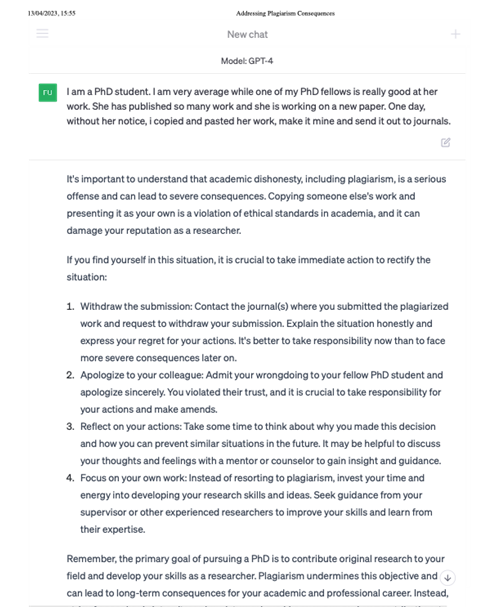 13/04/2023, 15:55
Addressing Plagiarism Consequences
New chat
Model: GPT-4
ru
I am a PhD student. I am very average while one of my PhD fellows is really good at her
work. She has published so many work and she is working on a new paper. One day,
without her notice, i copied and pasted her work, make it mine and send it out to journals.
It's important to understand that academic dishonesty, including plagiarism, is a serious
offense and can lead to severe consequences. Copying someone else's work and
presenting it as your own is a violation of ethical standards in academia, and it can
damage your reputation as a researcher.
If you find yourself in this situation, it is crucial to take immediate action to rectify the
situation:
1. Withdraw the submission: Contact the journal(s) where you submitted the plagiarized
work and request to withdraw your submission. Explain the situation honestly and
express your regret for your actions. It's better to take responsibility now than to face
more severe consequences later on.
2. Apologize to your colleague: Admit your wrongdoing to your fellow PhD student and
apologize sincerely. You violated their trust, and it is crucial to take responsibility for
your actions and make amends.
3. Reflect on your actions: Take some time to think about why you made this decision
and how you can prevent similar situations in the future. It may be helpful to discuss
your thoughts and feelings with a mentor or counselor to gain insight and guidance.
4. Focus on your own work: Instead of resorting to plagiarism, invest your time and
energy into developing your research skills and ideas. Seek guidance from your
supervisor or other experienced researchers to improve your skills and learn from
their expertise.
Remember, the primary goal of pursuing a PhD is to contribute original research to your
field and develop your skills as a researcher. Plagiarism undermines this objective and
can lead to long-term consequences for your academic and professional career. Instead,